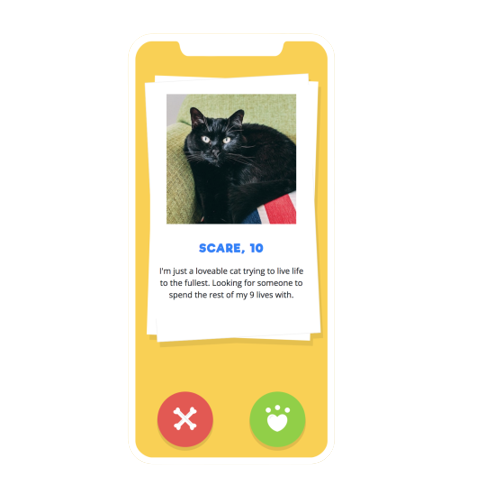 SCARE, 10
I'm just a loveable cat trying to live life
to the fullest. Looking for someone to
spend the rest of my 9 lives with.